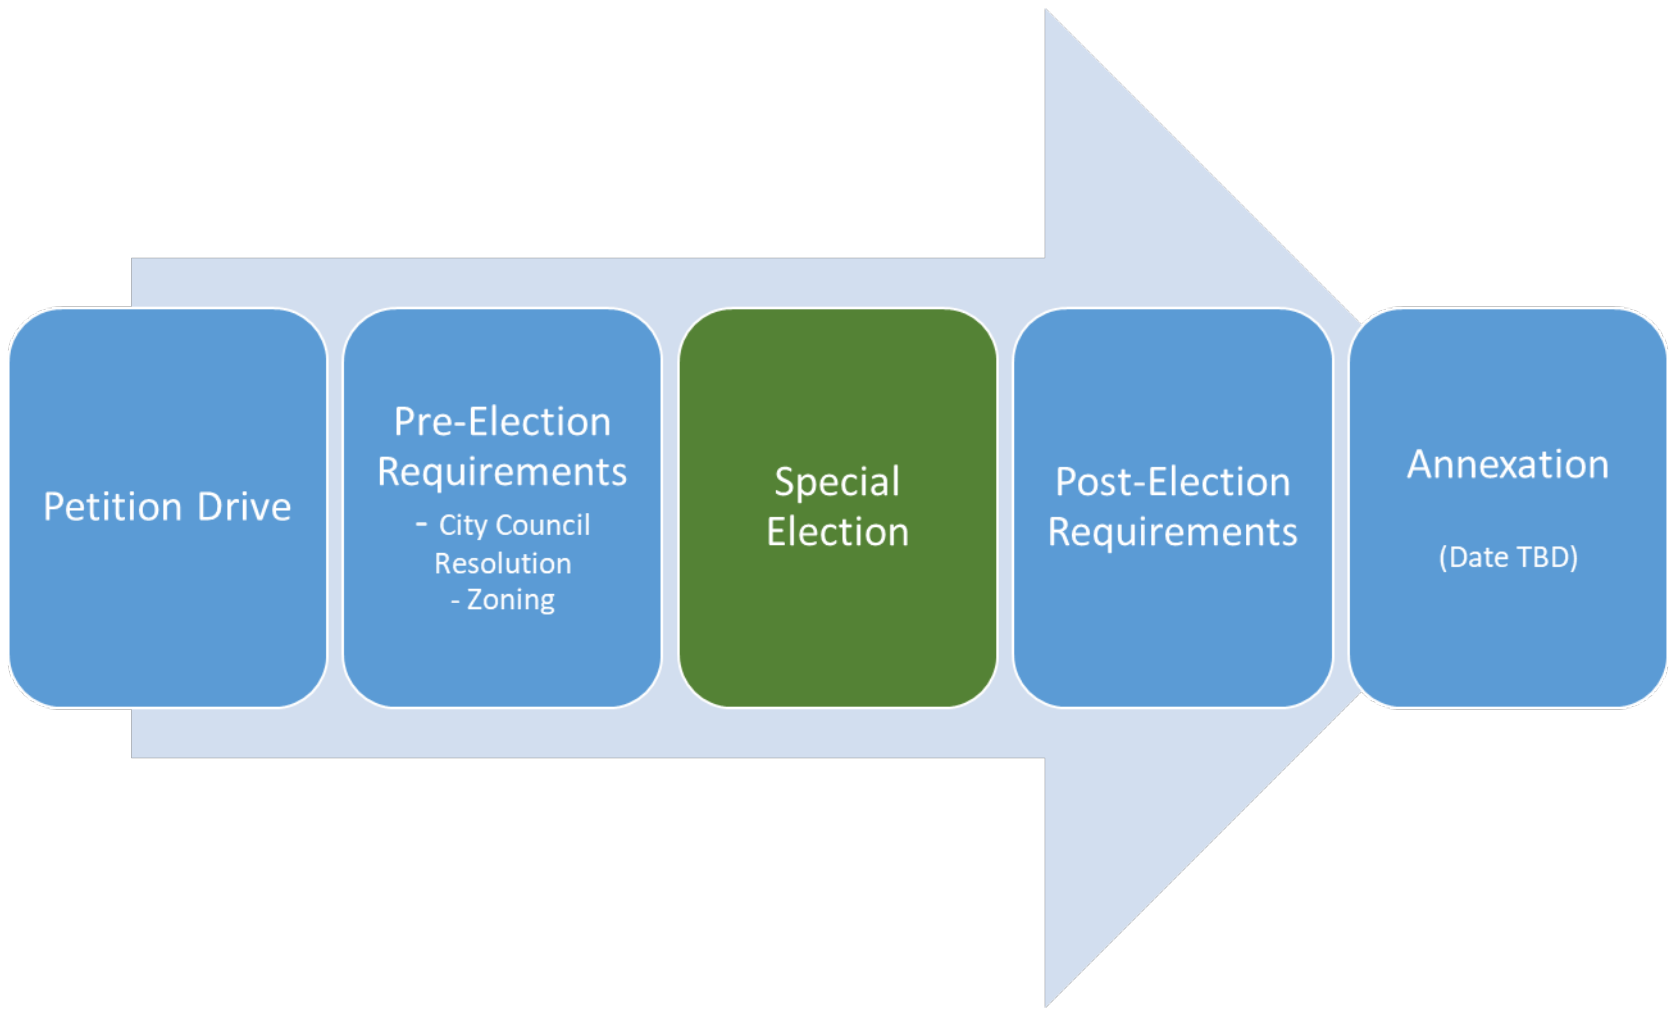 Petition Drive
Pre-Election
Requirements
- City Council
Resolution
- Zoning
Special
Election
Post-Election
Requirements
Annexation
(Date TBD)